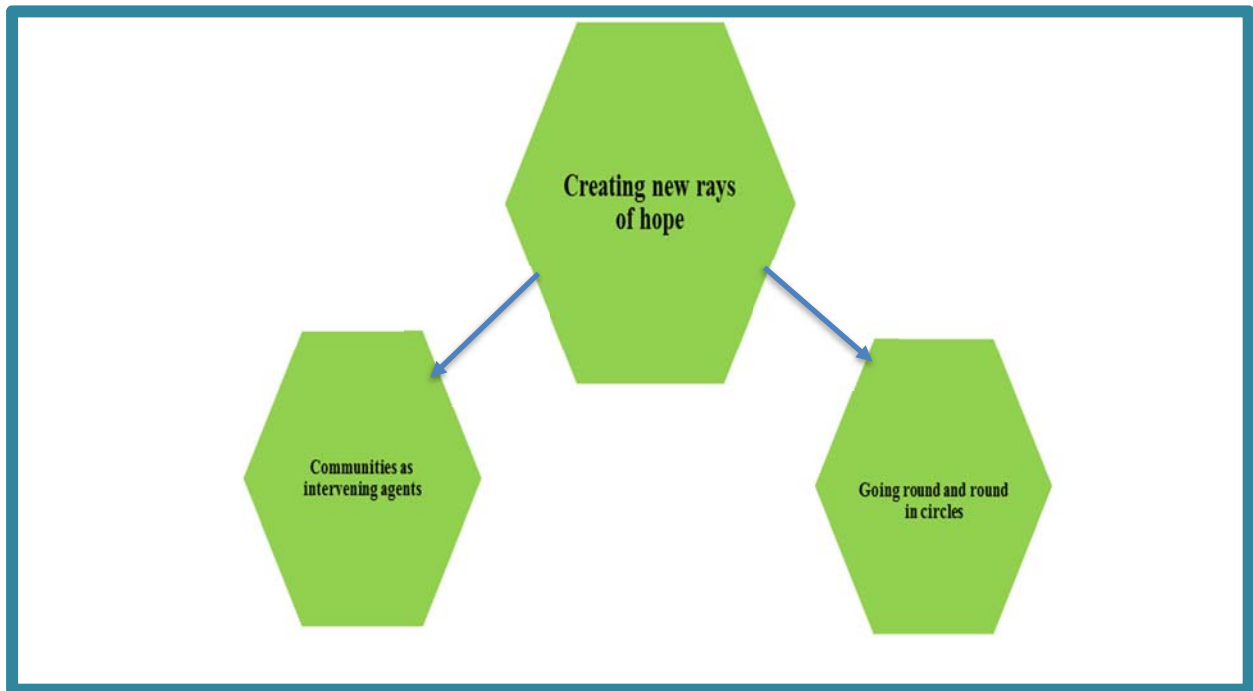 Creating new rays
of hope
Communities as
intervening agents
Going round and round
in circles